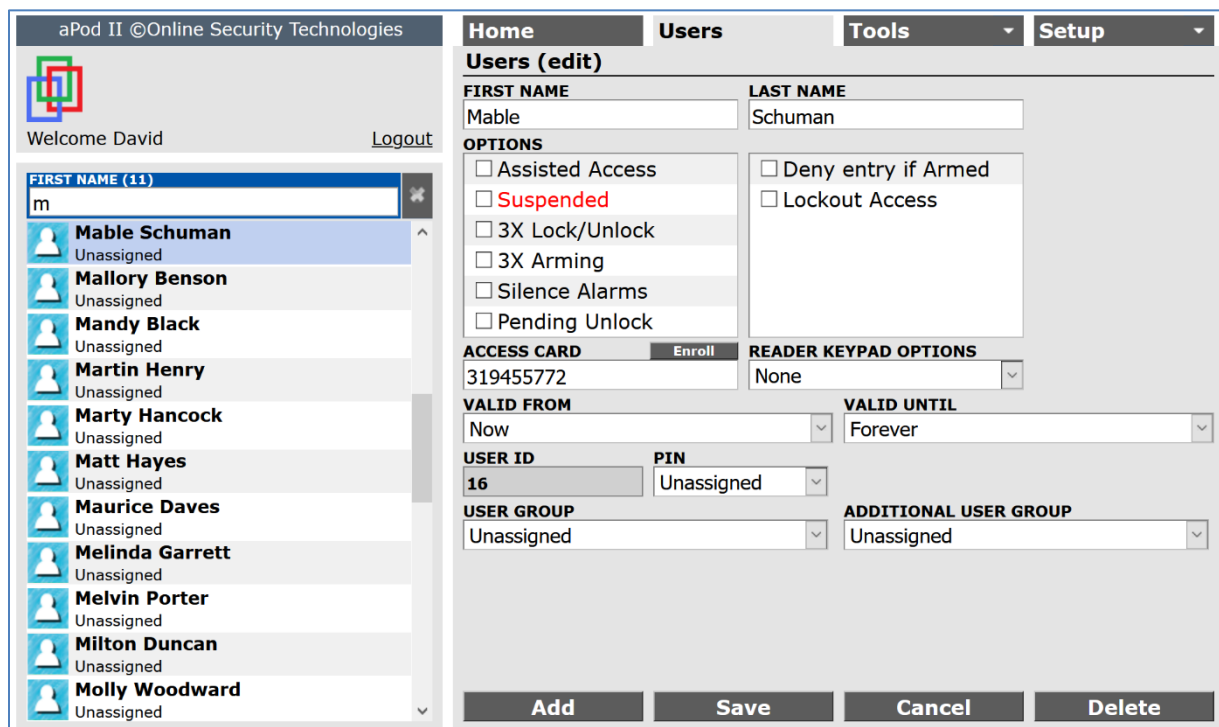 aPod II ©Online Security Technologies
Welcome David
Logout
FIRST NAME (11)
m
Mable Schuman
Unassigned
Mallory Benson
Unassigned
Mandy Black
Unassigned
Martin Henry
Unassigned
Marty Hancock
Unassigned
Matt Hayes
Unassigned
Maurice Daves
Unassigned
Melinda Garrett
Unassigned
Melvin Porter
Unassigned
Milton Duncan
Unassigned
Molly Woodward
Unassigned
Home Users Tools Setup
Users (edit)
FIRST NAME LAST NAME
Mable Schuman
OPTIONS
Assisted Access
Suspended
3X Lock/Unlock
3X Arming
Silence Alarms
Pending Unlock
Deny entry if Armed
Lockout Access
ACCESS CARD Enroll READER KEYPAD OPTIONS
319455772 None
VALID FROM VALID UNTIL
Now Forever
USER ID PIN
16 Unassigned
USER GROUP ADDITIONAL USER GROUP
Unassigned Unassigned
Add Save Cancel Delete